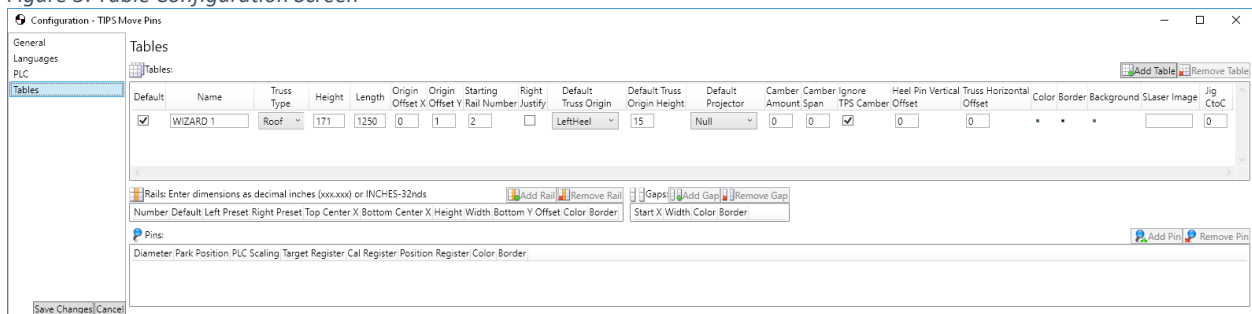 Figure 3. Table Configuration Screen
Configuration - TIPS Move Pins
General
Languages
PLC
Tables
Tables
Tables:
Add Table Remove Table
Default Name Truss Type Height Length Origin Offset X Origin Offset Y Starting Rail Number Right Justify Default Truss Origin Default Truss Origin Height Default Projector Camber Amount Camber Span Ignore TPS Camber Heel Pin Vertical Offset Truss Horizontal Offset Color Border Background SLaser Image Jig CtoC
WIZARD 1 Roof 171 1250 0 1 2 LeftHeel 15 Null 0 0 0 0 0
Rails: Enter dimensions as decimal inches (xxx.xxx) or INCHES-32nds Add Rail Remove Rail Gaps: Add Gap Remove Gap
Number Default Left Preset Right Preset Top Center X Bottom Center X Height Width Bottom Y Offset Color Border Start X Width Color Border
Pins: Add Pin Remove Pin
Diameter Park Position PLC Scaling Target Register Cal Register Position Register Color Border
Save Changes Cancel